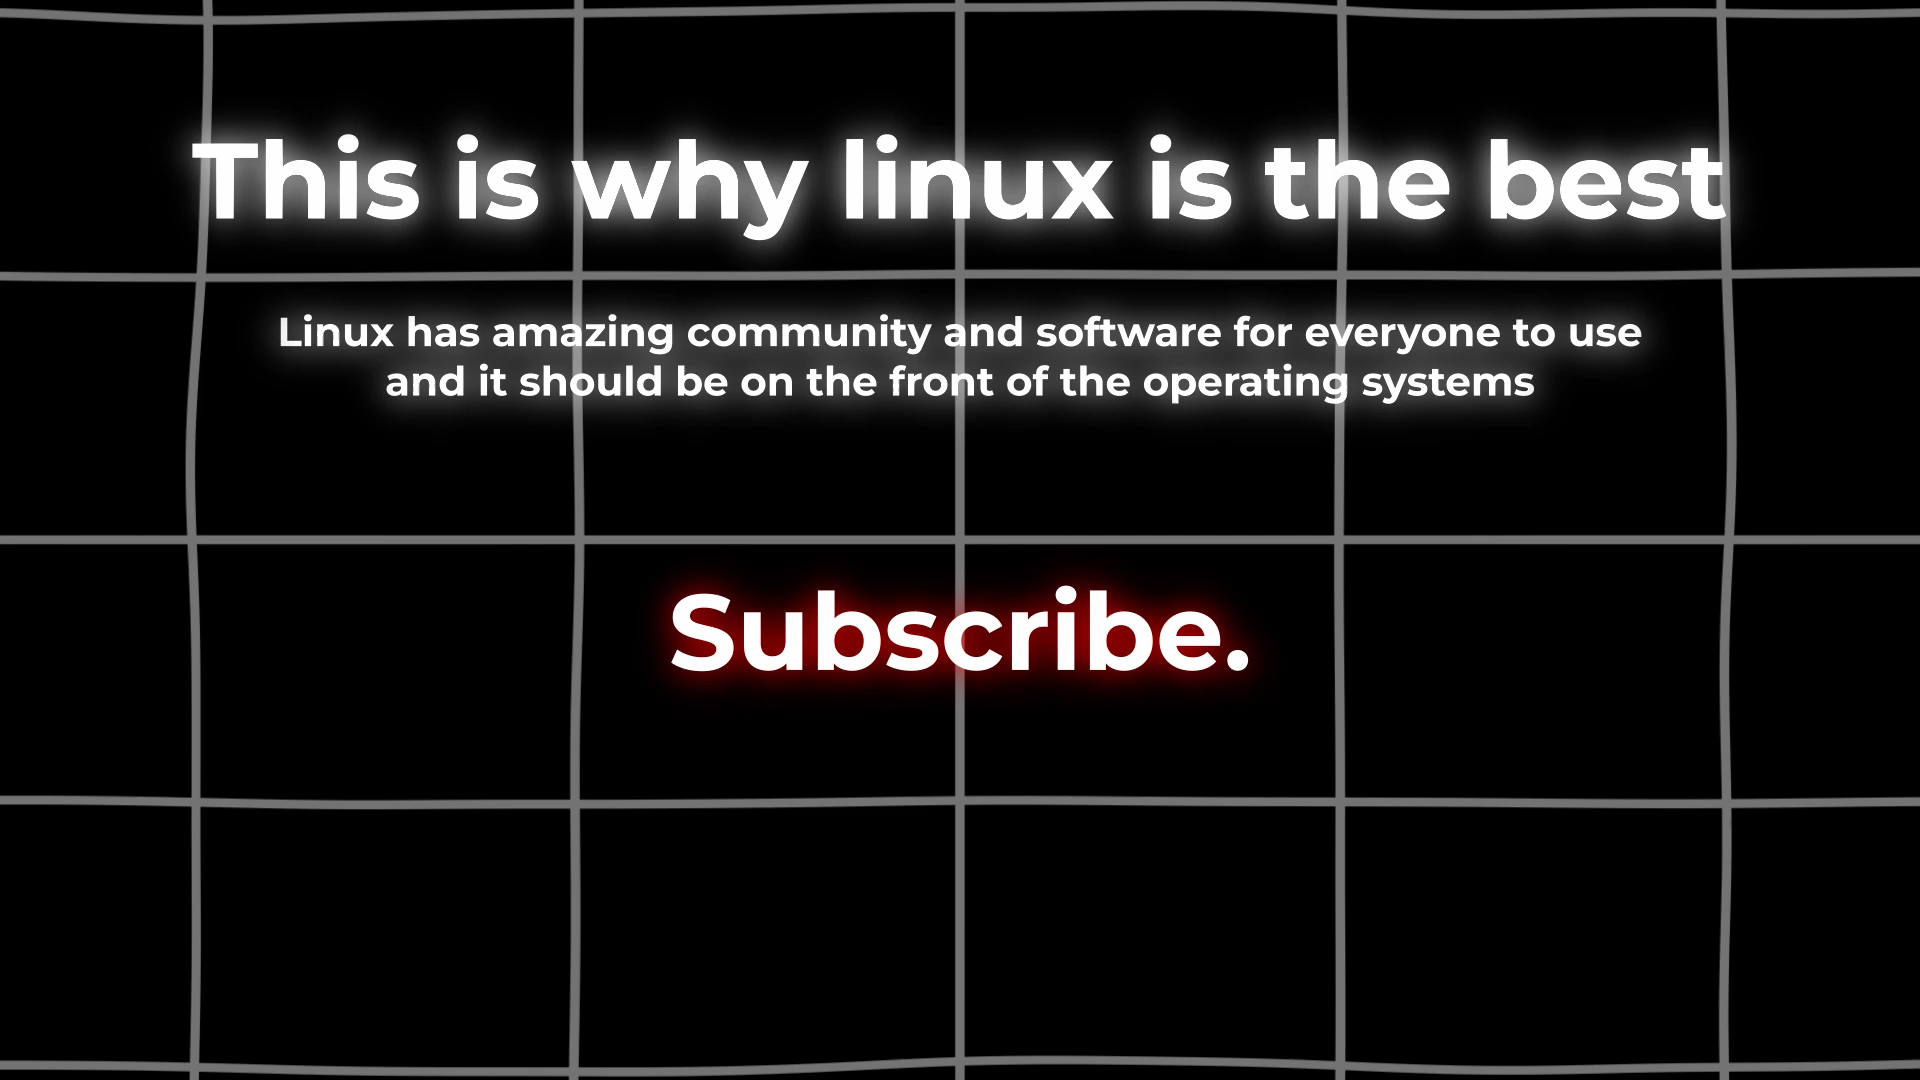 This is why linux is the best
Linux has amazing community and software for everyone to use
and it should be on the front of the operating systems
Subscribe.